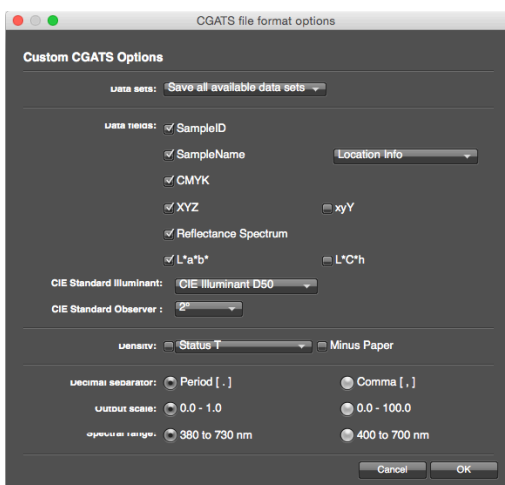 CGATS file format options
Custom CGATS Options
Data sets: Save all available data sets
Data fields: SampleID
SampleName Location Info
CMYK
XYZ xyY
Reflectance Spectrum
L*a*b* L*C*h
CIE Standard Illuminant: CIE Illuminant D50
CIE Standard Observer : 2°
Density: Status T Minus Paper
Decimal separator: Period [ . ] Comma [ , ]
Output scale: 0.0 - 1.0 0.0 - 100.0
Spectral range: 380 to 730 nm 400 to 700 nm
Cancel OK